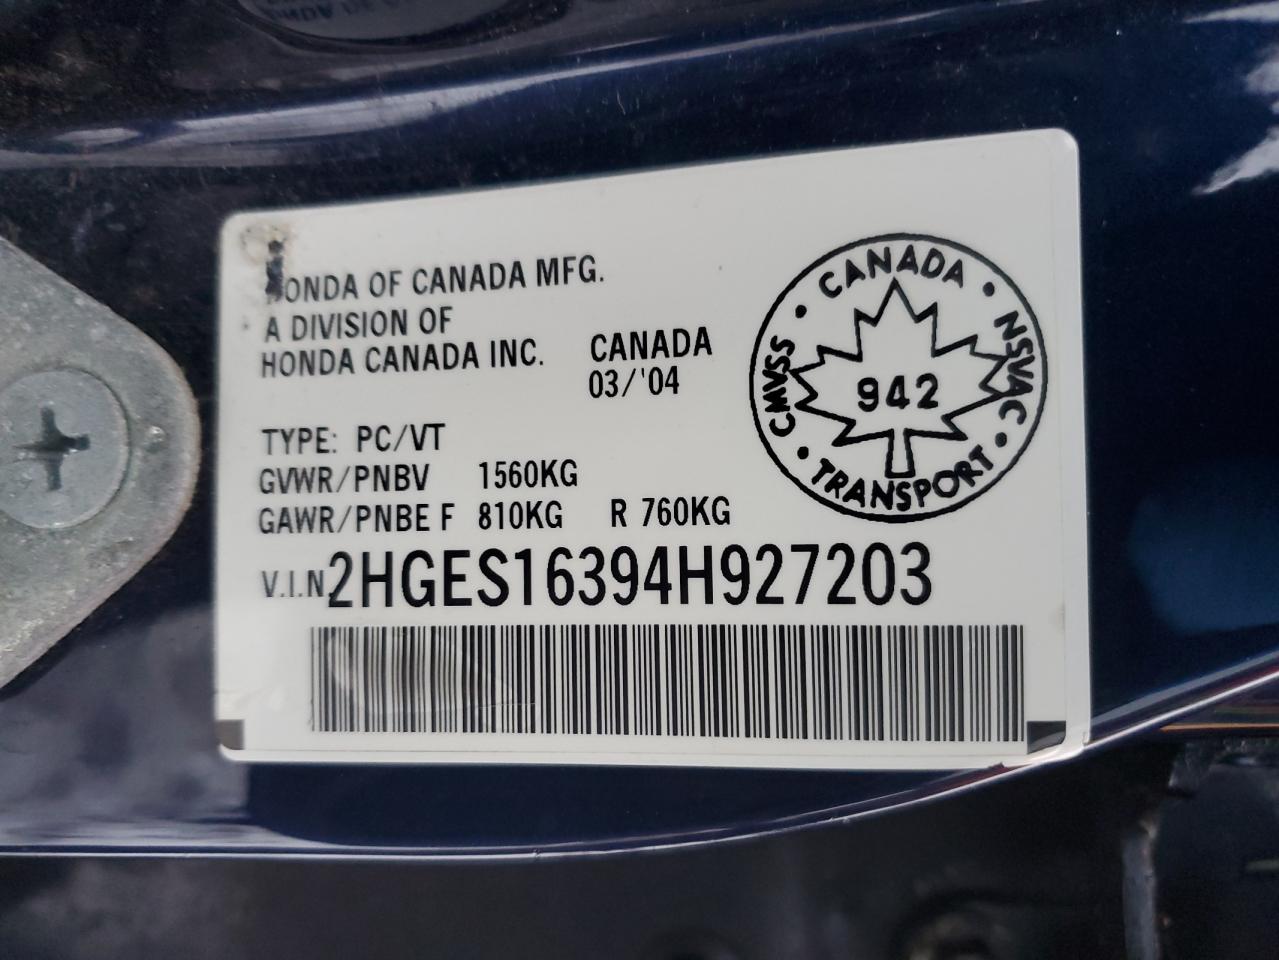 HONDA OF CANADA MFG.
A DIVISION OF
HONDA CANADA INC.
CANADA
03/'04
TYPE: PC/VT
GVWR/PNBV 1560KG
GAWR/PNBE F 810KG R 760KG
V.I.N. 2HGES16394H927203
CANADA • NSVAC • TRANSPORT • CMVSS •
942